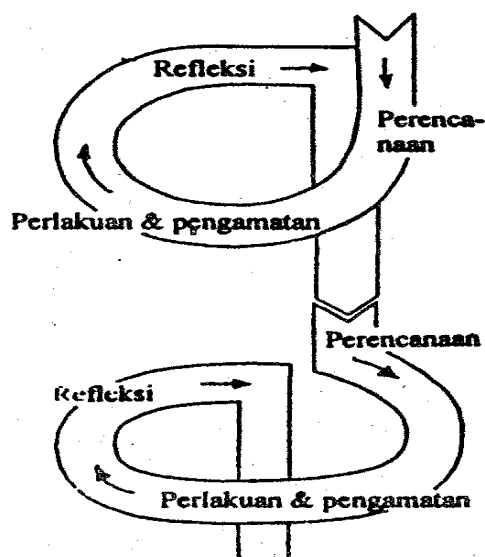 Refleksi
Perenca-
naan
Perlakuan & pengamatan
Perencanaan
Refleksi
Perlakuan & pengamatan